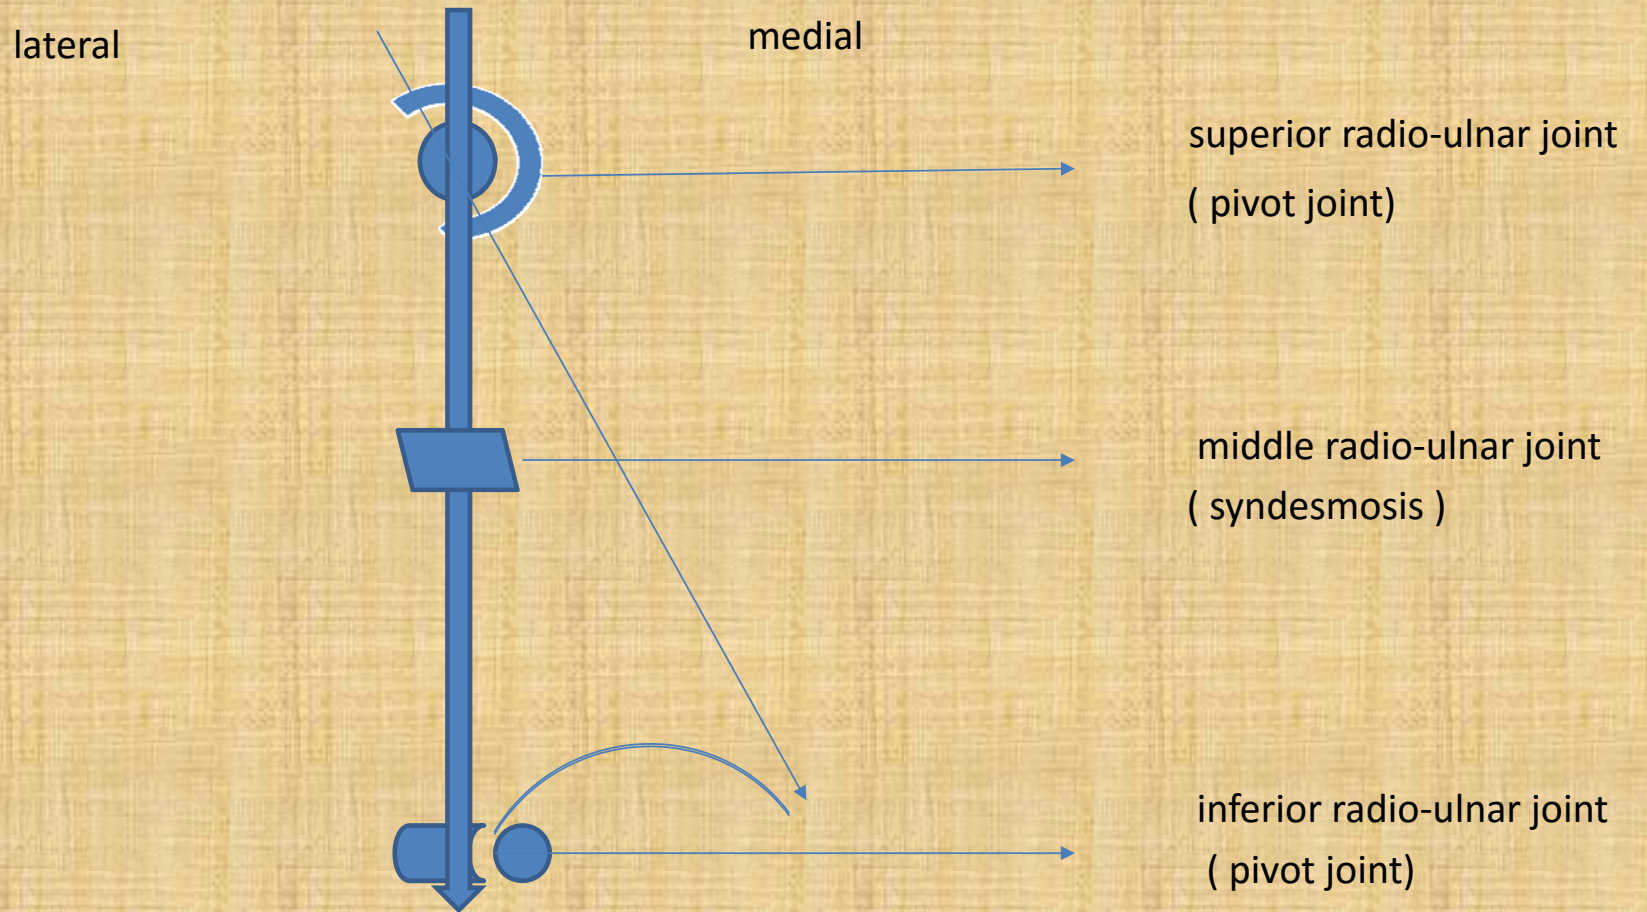 lateral
medial
superior radio-ulnar joint
( pivot joint)
middle radio-ulnar joint
( syndesmosis )
inferior radio-ulnar joint
( pivot joint)